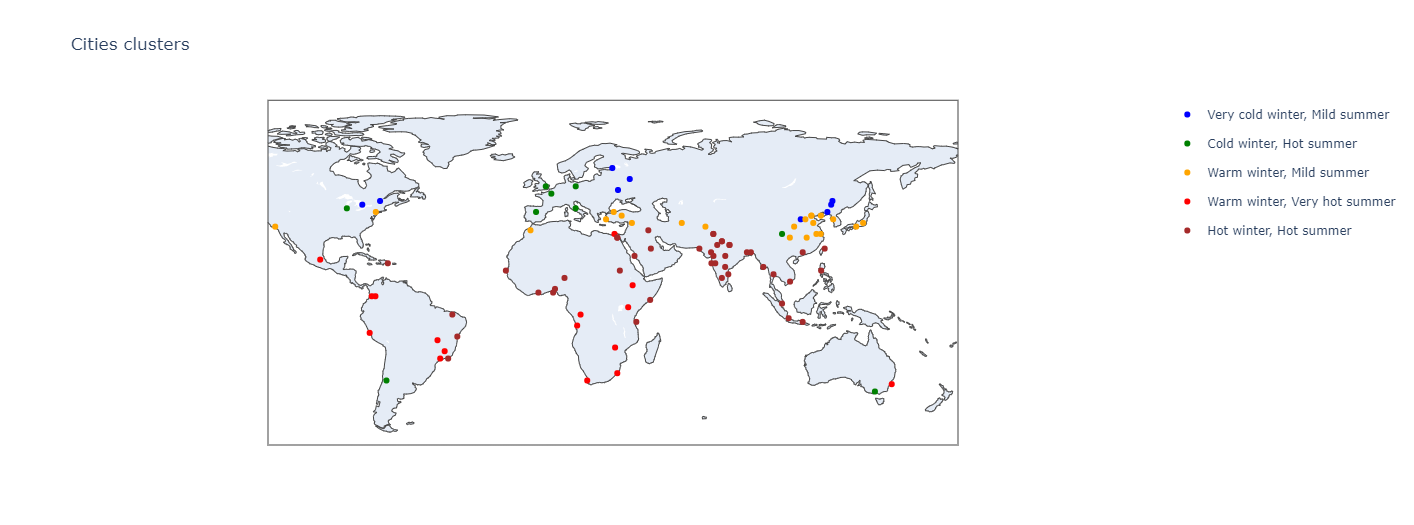 Cities clusters
Very cold winter, Mild summer
Cold winter, Hot summer
Warm winter, Mild summer
Warm winter, Very hot summer
Hot winter, Hot summer